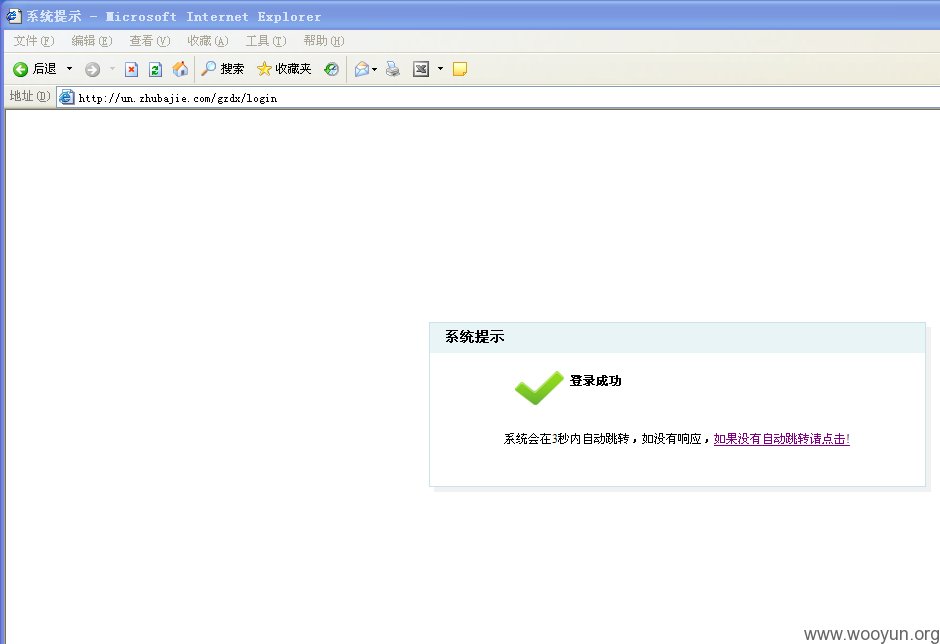 系统提示 - Microsoft Internet Explorer
文件(F) 编辑(E) 查看(V) 收藏(A) 工具(T) 帮助(H)
后退 搜索 收藏夹
地址(D) http://un.zhubajie.com/gzdx/login
系统提示
登录成功
系统会在3秒内自动跳转，如没有响应，如果没有自动跳转请点击!
www.wooyun.org